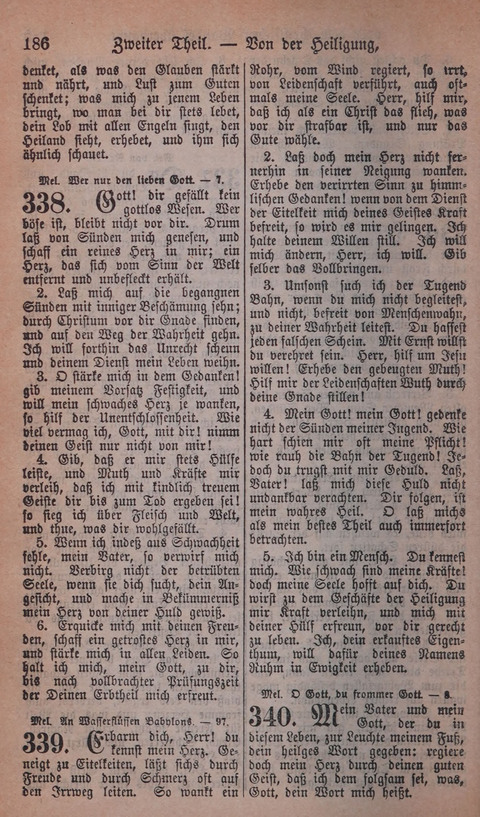 186 Zweiter Theil. — Von der Heiligung,
denket, als was den Glauben stärkt
und nährt, und Lust zum Guten
schenket; was mich zu jenem Leben
bringt, wo man bei dir stets lebet,
dein Lob mit allen Engeln singt, den
Heiland sieht, erhebet, und ihm sich
ähnlich schauet.
Mel. Wer nur den lieben Gott. — 7.
338. Gott! dir gefällt kein
gottlos Wesen. Wer
böse ist, bleibt nicht vor dir. Drum
laß von Sünden mich genesen, und
schaff ein reines Herz in mir; ein
Herz, das sich vom Sinn der Welt
entfernt und unbefleckt erhält.
2. Laß mich auf die begangnen
Sünden mit inniger Beschämung sehn;
durch Christum vor dir Gnade finden,
und auf den Weg der Wahrheit gehn.
Ich will forthin das Unrecht scheun
und deinem Dienst mein Leben weihn.
3. O stärke mich in dem Gedanken!
gib meinem Vorsatz Festigkeit, und
will mein schwaches Herz je wanken,
so hilf der Unentschlossenheit. Wie
viel vermag ich, Gott, mit dir! nimm
deinen Geist nur nicht von mir!
4. Gib, daß er mir stets Hülfe
leiste, und Muth und Kräfte mir
verleih, daß ich mit kindlich treuem
Geiste dir bis zum Tod ergeben sei!
so sieg ich über Fleisch und Welt,
und thue, was dir wohlgefällt.
5. Wenn ich indeß aus Schwachheit
fehle, mein Vater, so verwirf mich
nicht. Verbirg nicht der betrübten
Seele, wenn sie dich sucht, dein An-
gesicht, und mache in Bekümmerniß
mein Herz von deiner Huld gewiß.
6. Erquicke mich mit deinen Freu-
den, schaff ein getrostes Herz in mir,
und stärke mich in allen Leiden. So
halt ich mich, mein Gott, zu dir,
bis nach vollbrachter Prüfungszeit
der Deinen Erbtheil mich erfreut.
Mel. An Wasserflüssen Babylons. — 97.
339. Erbarm dich, Herr! du
kennst mein Herz. Ge-
neigt zu Eitelkeiten, läßt sichs durch
Freude und durch Schmerz oft auf
den Irrweg leiten. So wankt ein
Rohr, vom Wind regiert, so irrt,
von Leidenschaft verführt, auch oft-
mals meine Seele. Herr, hilf mir,
daß ich als ein Christ das flieh, was
vor dir strafbar ist, und nur das
Gute wähle.
2. Laß doch mein Herz nicht fer-
nerhin in seiner Neigung wanken.
Erhebe den verirrten Sinn zu himm-
lischen Gedanken! wenn von dem Dienst
der Eitelkeit mich deines Geistes Kraft
befreit, so wird es mir gelingen. Ich
halte deinem Willen still. Ich will
mich ändern, Herr, ich will. Gib
selber das Vollbringen.
3. Umsonst such ich der Tugend
Bahn, wenn du mich nicht begleitest,
und nicht, befreit von Menschenwahn,
zu deiner Wahrheit leitest. Du hassest
jeden falschen Schein. Mit Ernst willst
du verehret sein. Herr, hilf um Jesu
willen! Erhebe den gebeugten Muth!
Hilf mir der Leidenschaften Wuth durch
deine Gnade stillen!
4. Mein Gott! mein Gott! gedenke
nicht der Sünden meiner Jugend. Wie
hart schien mir oft meine Pflicht!
wie rauh die Bahn der Tugend! Je-
doch du trugst mit mir Geduld. Laß,
Vater! laß mich diese Huld nicht
undankbar verachten. Dir folgen, ist
mein wahres Heil. O laß michs
als mein bestes Theil auch immerfort
betrachten.
5. Ich bin ein Mensch. Du kennest
mich. Wie schwach sind meine Kräfte!
doch meine Seele hofft auf dich. Du
wirst zu dem Geschäfte der Heiligung
mir Kraft verleihn, und mich mit
deiner Hülf erfreun, vor dir gerecht
zu leben. Ich, dein erkauftes Eigen-
thum, will dafür deines Namens
Ruhm in Ewigkeit erheben.
Mel. O Gott, du frommer Gott. — 8.
340. Mein Vater und mein
Gott, der du in
diesem Leben, zur Leuchte meinem Fuß,
dein heilges Wort gegeben: regiere
doch mein Herz durch deinen guten
Geist, daß ich dem folgsam sei, was,
Gott, dein Wort mich heißt.